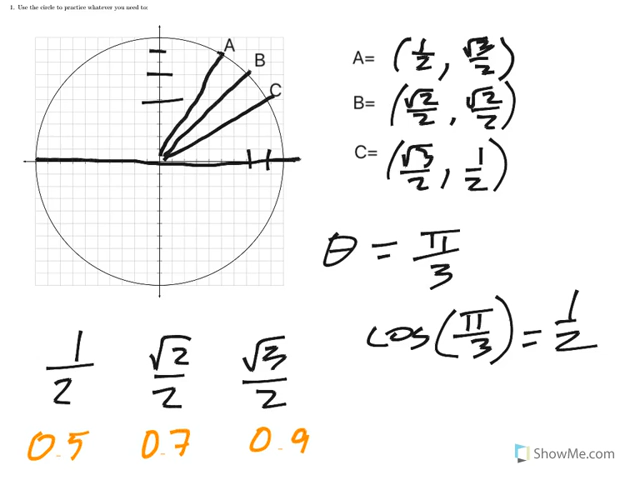 1. Use the circle to practice whatever you need to:
A
B
C
A= (1/2, √3/2)
B= (√2/2, √2/2)
C= (√3/2, 1/2)
θ = π/3
cos(π/3) = 1/2
1/2 √2/2 √3/2
0.5 0.7 0.9
ShowMe.com